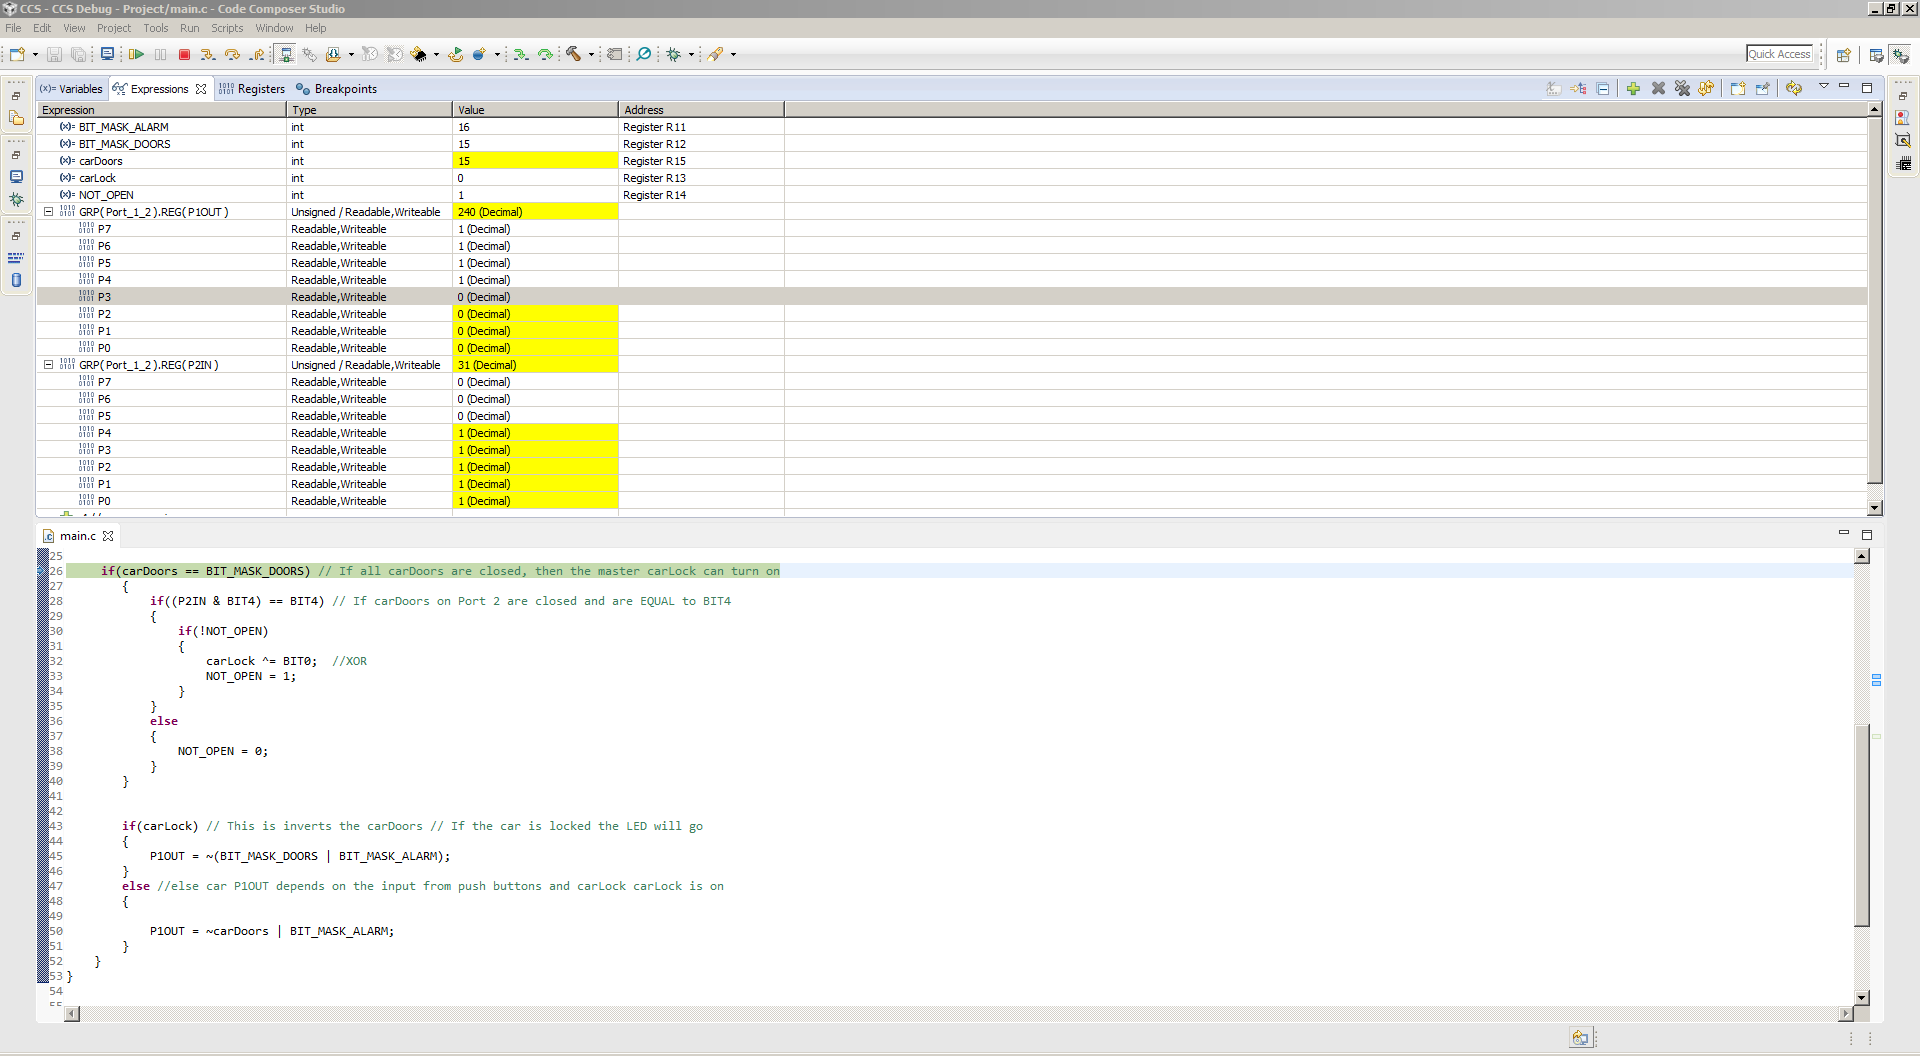 CCS - CCS Debug - Project/main.c - Code Composer Studio
File Edit View Project Tools Run Scripts Window Help
Quick Access
(x)= Variables Expressions Registers Breakpoints
Expression Type Value Address
(x)= BIT_MASK_ALARM int 16 Register R11
(x)= BIT_MASK_DOORS int 15 Register R12
(x)= carDoors int 15 Register R15
(x)= carLock int 0 Register R13
(x)= NOT_OPEN int 1 Register R14
GRP(Port_1_2).REG(P1OUT) Unsigned / Readable,Writeable 240 (Decimal)
P7 Readable,Writeable 1 (Decimal)
P6 Readable,Writeable 1 (Decimal)
P5 Readable,Writeable 1 (Decimal)
P4 Readable,Writeable 1 (Decimal)
P3 Readable,Writeable 0 (Decimal)
P2 Readable,Writeable 0 (Decimal)
P1 Readable,Writeable 0 (Decimal)
P0 Readable,Writeable 0 (Decimal)
GRP(Port_1_2).REG(P2IN) Unsigned / Readable,Writeable 31 (Decimal)
P7 Readable,Writeable 0 (Decimal)
P6 Readable,Writeable 0 (Decimal)
P5 Readable,Writeable 0 (Decimal)
P4 Readable,Writeable 1 (Decimal)
P3 Readable,Writeable 1 (Decimal)
P2 Readable,Writeable 1 (Decimal)
P1 Readable,Writeable 1 (Decimal)
P0 Readable,Writeable 1 (Decimal)
main.c
25
26 if(carDoors == BIT_MASK_DOORS) // If all carDoors are closed, then the master carLock can turn on
27 {
28 if((P2IN & BIT4) == BIT4) // If carDoors on Port 2 are closed and are EQUAL to BIT4
29 {
30 if(!NOT_OPEN)
31 {
32 carLock ^= BIT0; //XOR
33 NOT_OPEN = 1;
34 }
35 }
36 else
37 {
38 NOT_OPEN = 0;
39 }
40 }
41
42
43 if(carLock) // This is inverts the carDoors // If the car is locked the LED will go
44 {
45 P1OUT = ~(BIT_MASK_DOORS | BIT_MASK_ALARM);
46 }
47 else //else car P1OUT depends on the input from push buttons and carLock carLock is on
48 {
49
50 P1OUT = ~carDoors | BIT_MASK_ALARM;
51 }
52 }
53 }
54
55